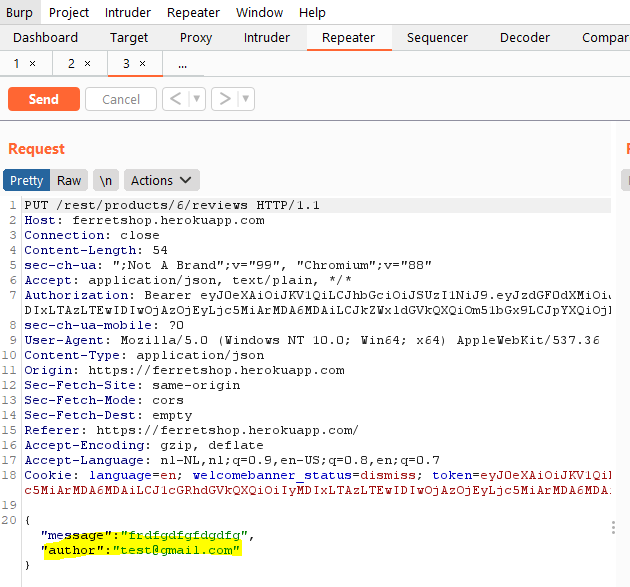 Burp Project Intruder Repeater Window Help
Dashboard Target Proxy Intruder Repeater Sequencer Decoder Compar
1 × 2 × 3 × ...
Send Cancel < >
Request
Pretty Raw \n Actions
1 PUT /rest/products/6/reviews HTTP/1.1
2 Host: ferretshop.herokuapp.com
3 Connection: close
4 Content-Length: 54
5 sec-ch-ua: ";Not A Brand";v="99", "Chromium";v="88"
6 Accept: application/json, text/plain, */*
7 Authorization: Bearer
8 sec-ch-ua-mobile: ?0
9 User-Agent: Mozilla/5.0 (Windows NT 10.0; Win64; x64) AppleWebKit/537.36
10 Content-Type: application/json
11 Origin: https://ferretshop.herokuapp.com
12 Sec-Fetch-Site: same-origin
13 Sec-Fetch-Mode: cors
14 Sec-Fetch-Dest: empty
15 Referer: https://ferretshop.herokuapp.com/
16 Accept-Encoding: gzip, deflate
17 Accept-Language: nl-NL,nl;q=0.9,en-US;q=0.8,en;q=0.7
18 Cookie: language=en; welcomebanner_status=dismiss;
19
20 {
"message":"frdfgdfgfdgdfg",
"author":"test@gmail.com"
}